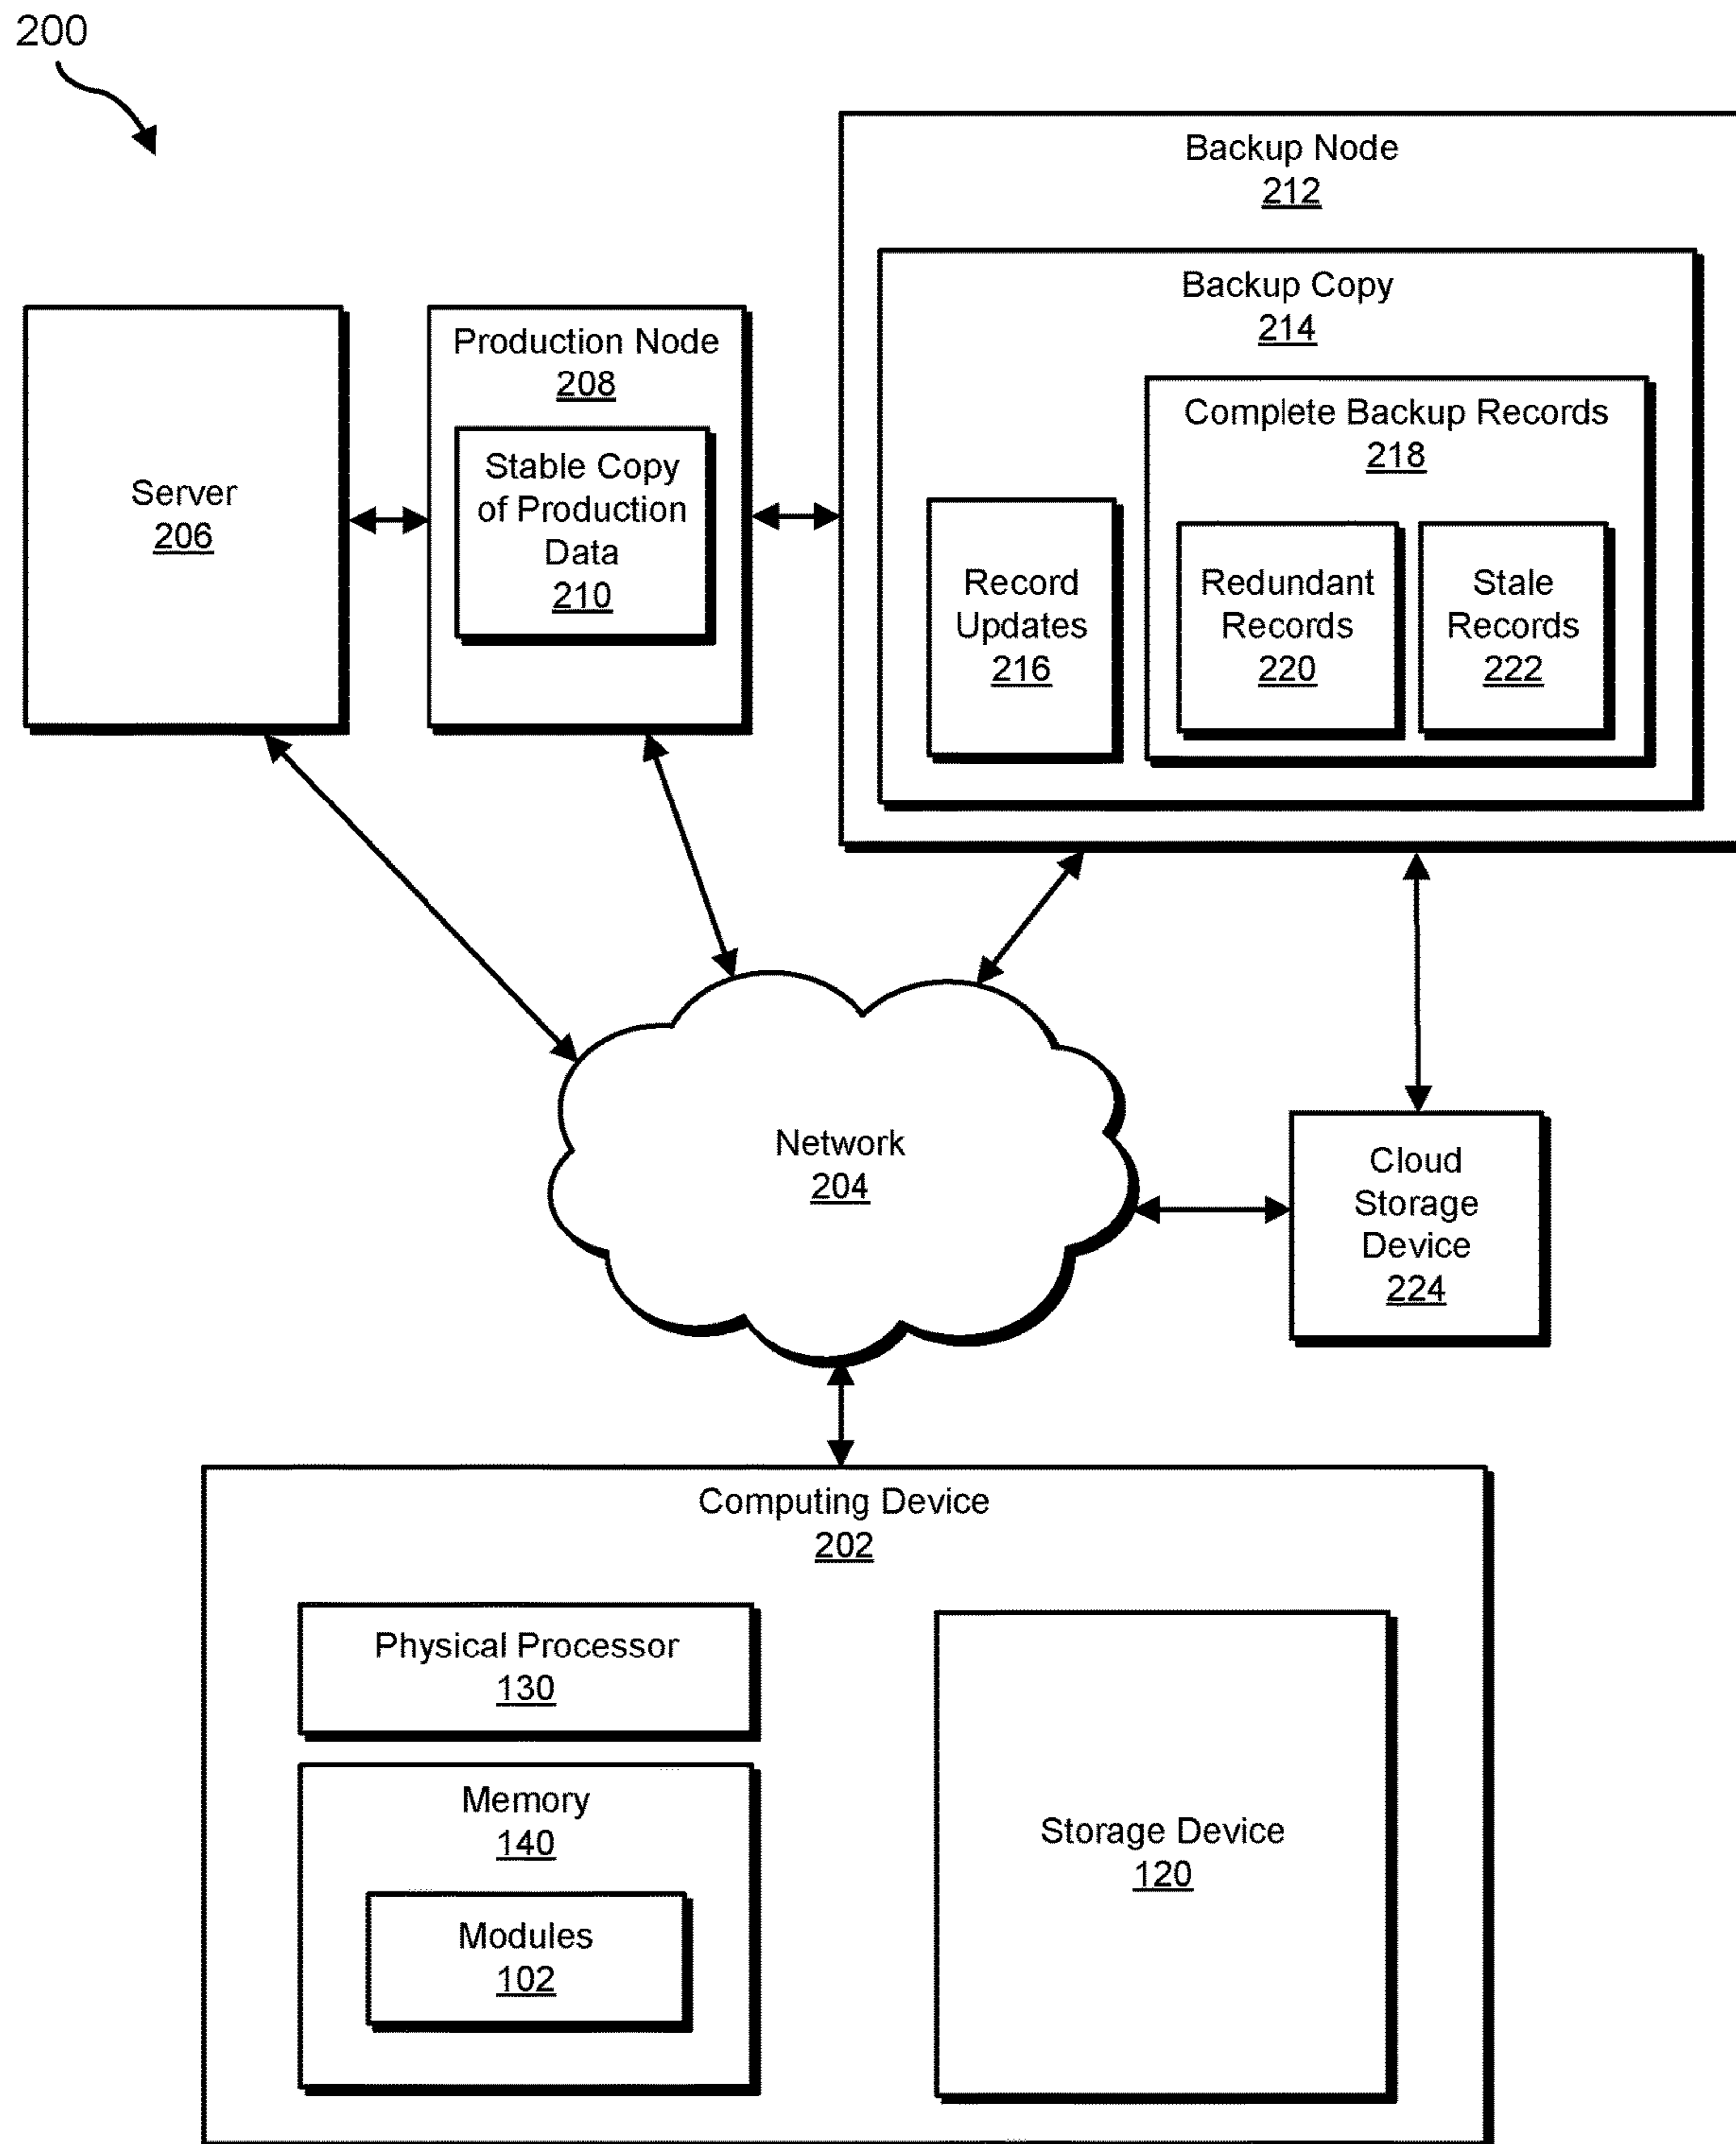 200
Backup Node
212
Backup Copy
214
Server
206
Production Node
208
Stable Copy
of Production
Data
210
Complete Backup Records
218
Record
Updates
216
Redundant
Records
220
Stale
Records
222
Network
204
Cloud
Storage
Device
224
Computing Device
202
Physical Processor
130
Memory
140
Modules
102
Storage Device
120